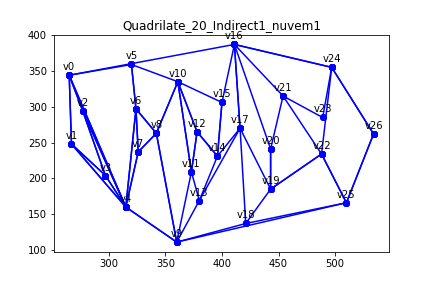 Quadrilate_20_Indirect1_nuvem1
400
350
300
250
200
150
100
300
350
400
450
500
v16
v5
v24
v0
v10
v21
v15
v2
v6
v23
v12
v17
v26
v8
v1
v7
v14
v20
v22
v11
v3
v19
v13
v4
v25
v18
v9